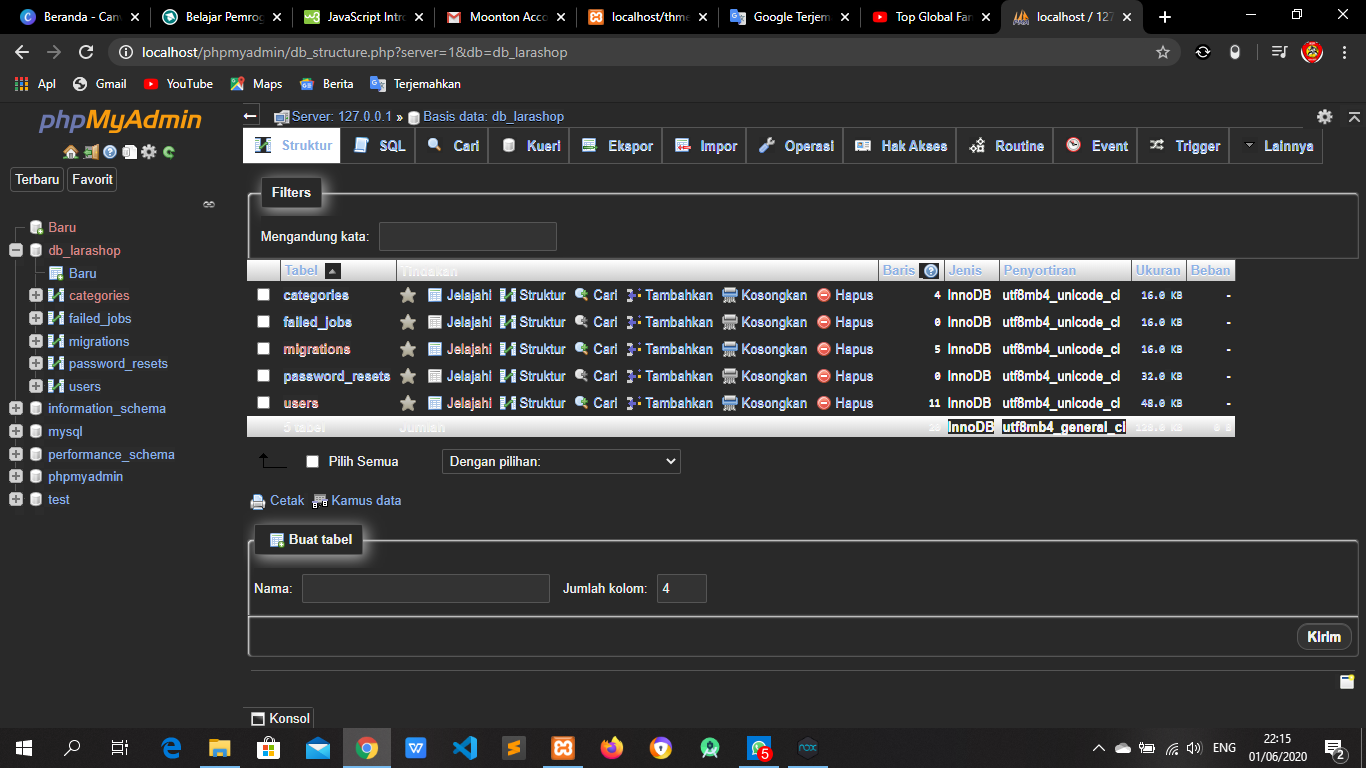 Beranda - Can
Belajar Pemrog
JavaScript Intro
Moonton Acco
localhost/thme
Google Terjem
Top Global Fan
localhost / 127
localhost/phpmyadmin/db_structure.php?server=1&db=db_larashop
Apl
Gmail
YouTube
Maps
Berita
Terjemahkan
phpMyAdmin
Terbaru
Favorit
Baru
db_larashop
Baru
categories
failed_jobs
migrations
password_resets
users
information_schema
mysql
performance_schema
phpmyadmin
test
Server: 127.0.0.1 » Basis data: db_larashop
Struktur SQL Cari Kueri Ekspor Impor Operasi Hak Akses Routine Event Trigger Lainnya
Filters
Mengandung kata:
Tabel Tindakan Baris Jenis Penyortiran Ukuran Beban
categories Jelajahi Struktur Cari Tambahkan Kosongkan Hapus 4 InnoDB utf8mb4_unicode_ci 16.0 KB -
failed_jobs Jelajahi Struktur Cari Tambahkan Kosongkan Hapus 0 InnoDB utf8mb4_unicode_ci 16.0 KB -
migrations Jelajahi Struktur Cari Tambahkan Kosongkan Hapus 5 InnoDB utf8mb4_unicode_ci 16.0 KB -
password_resets Jelajahi Struktur Cari Tambahkan Kosongkan Hapus 0 InnoDB utf8mb4_unicode_ci 32.0 KB -
users Jelajahi Struktur Cari Tambahkan Kosongkan Hapus 11 InnoDB utf8mb4_unicode_ci 48.0 KB -
5 tabel Jumlah 20 InnoDB utf8mb4_general_ci 128.0 KB 0 B
Pilih Semua
Dengan pilihan:
Cetak Kamus data
Buat tabel
Nama:
Jumlah kolom: 4
Kirim
Konsol
5
ENG
22:15
01/06/2020
2